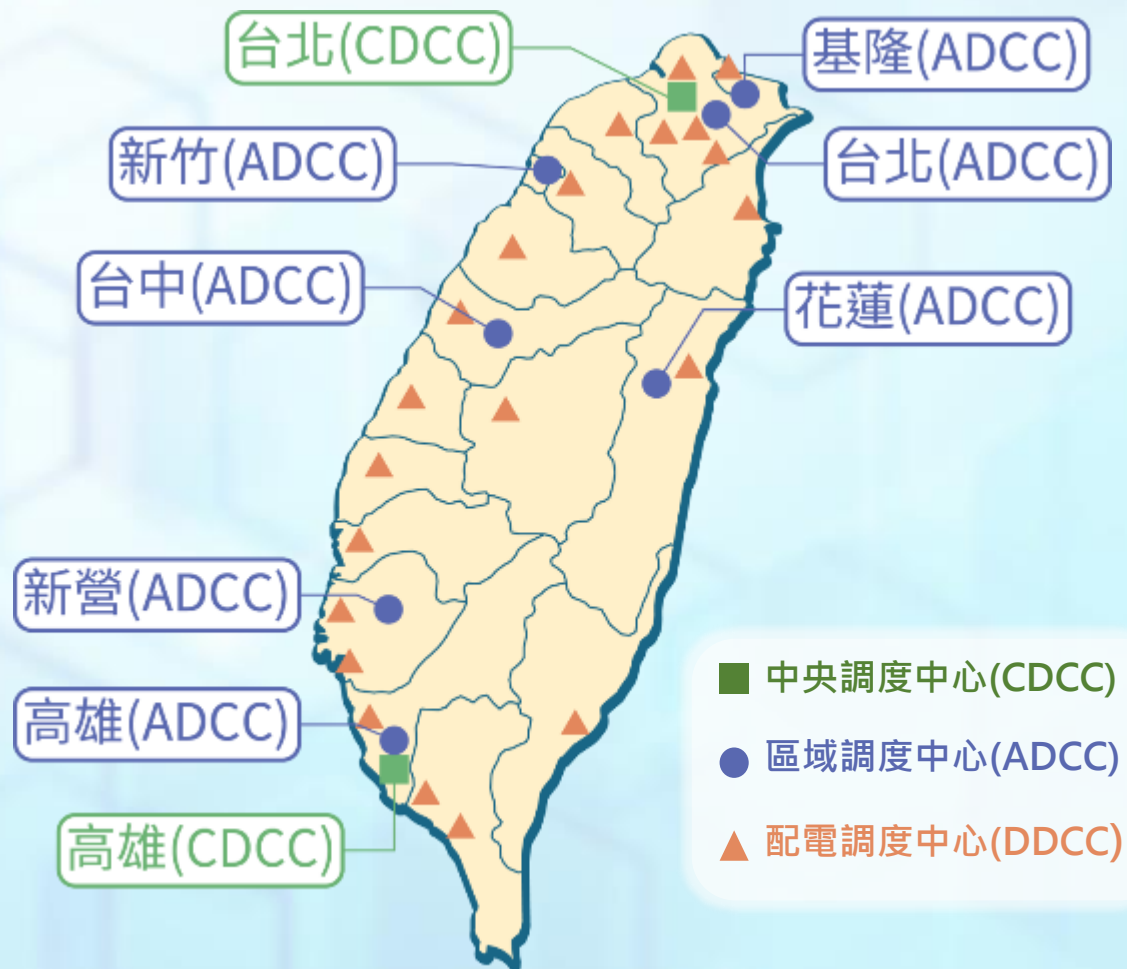 台北(CDCC)
基隆(ADCC)
新竹(ADCC)
台北(ADCC)
台中(ADCC)
花蓮(ADCC)
新營(ADCC)
高雄(ADCC)
高雄(CDCC)
中央調度中心(CDCC)
區域調度中心(ADCC)
配電調度中心(DDCC)